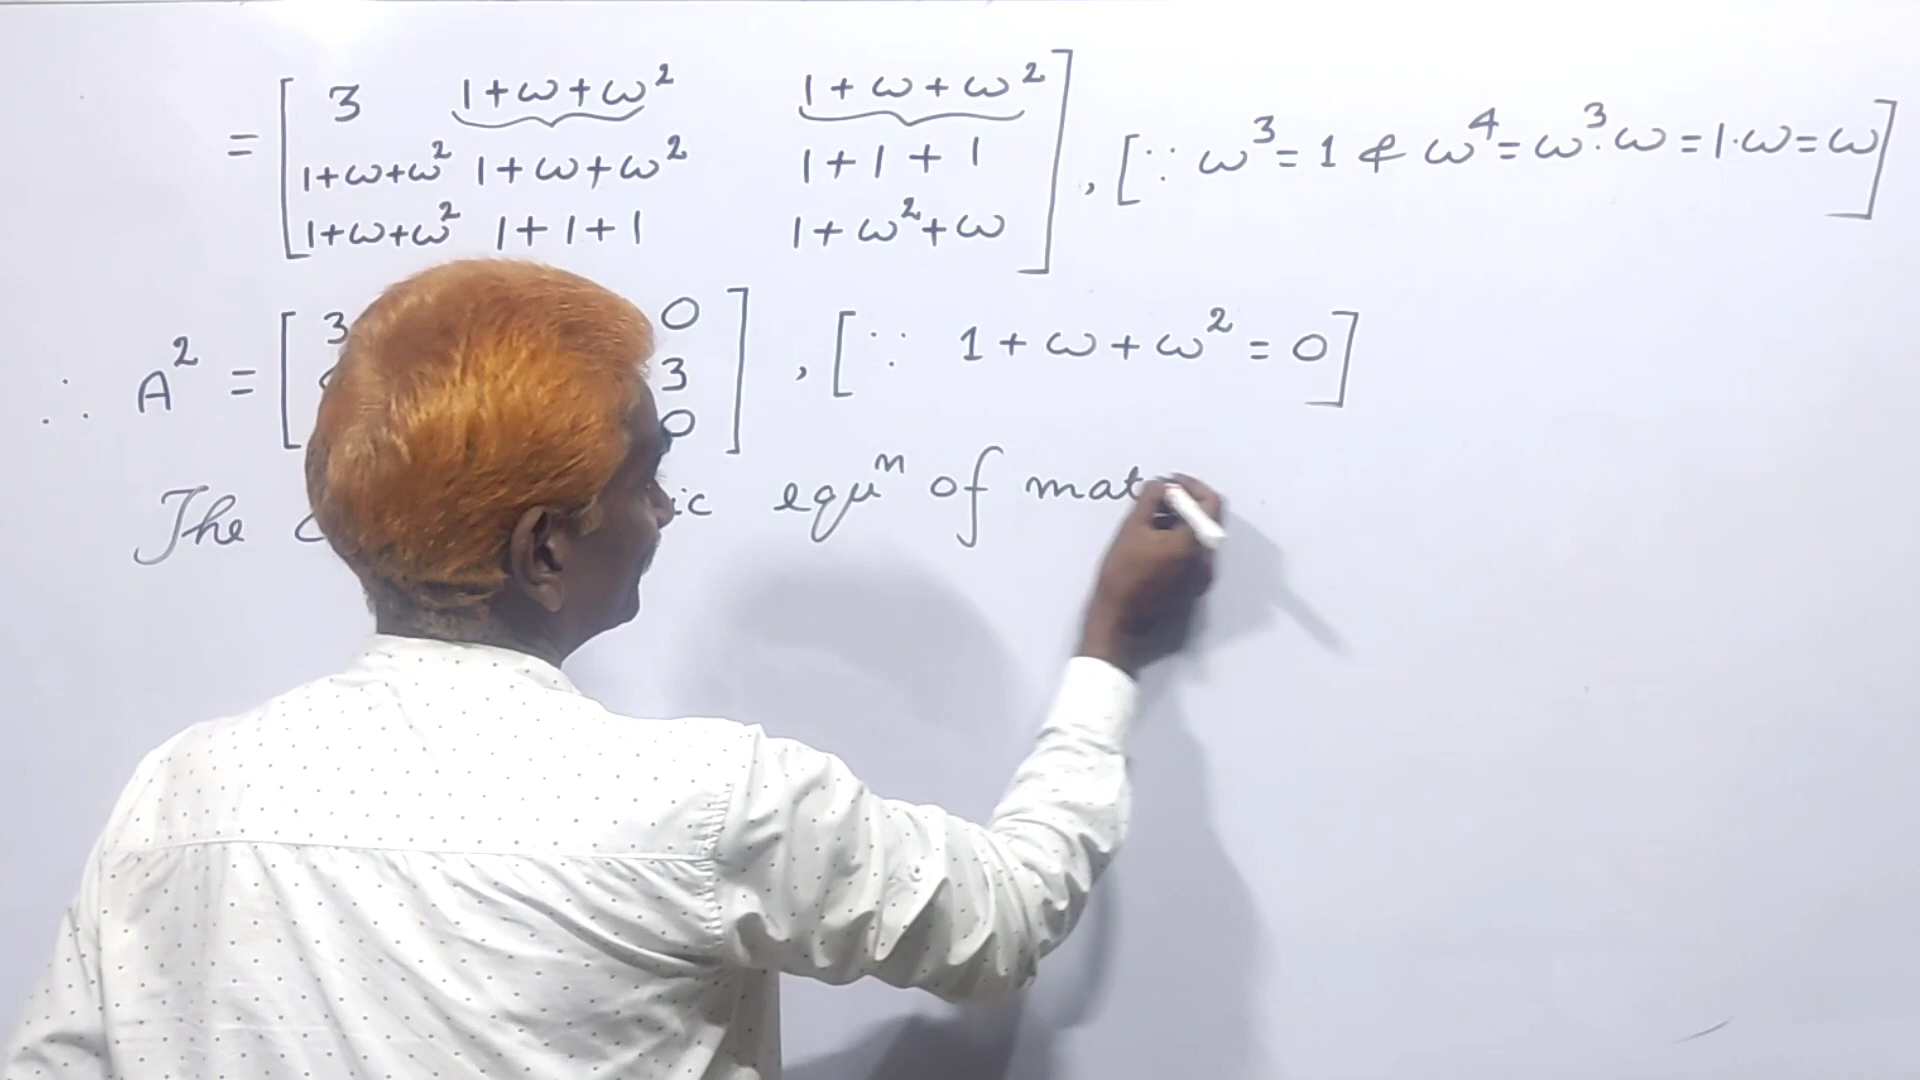 = [ 3 1+ω+ω² 1+ω+ω² ]
1+ω+ω² 1+ω+ω² 1+1+1 , [∵ ω³=1 & ω⁴=ω³.ω=1.ω=ω]
1+ω+ω² 1+1+1 1+ω²+ω
∴ A² = [ 3 0 ] , [∵ 1+ω+ω²=0]
3
0
The equⁿ of mat